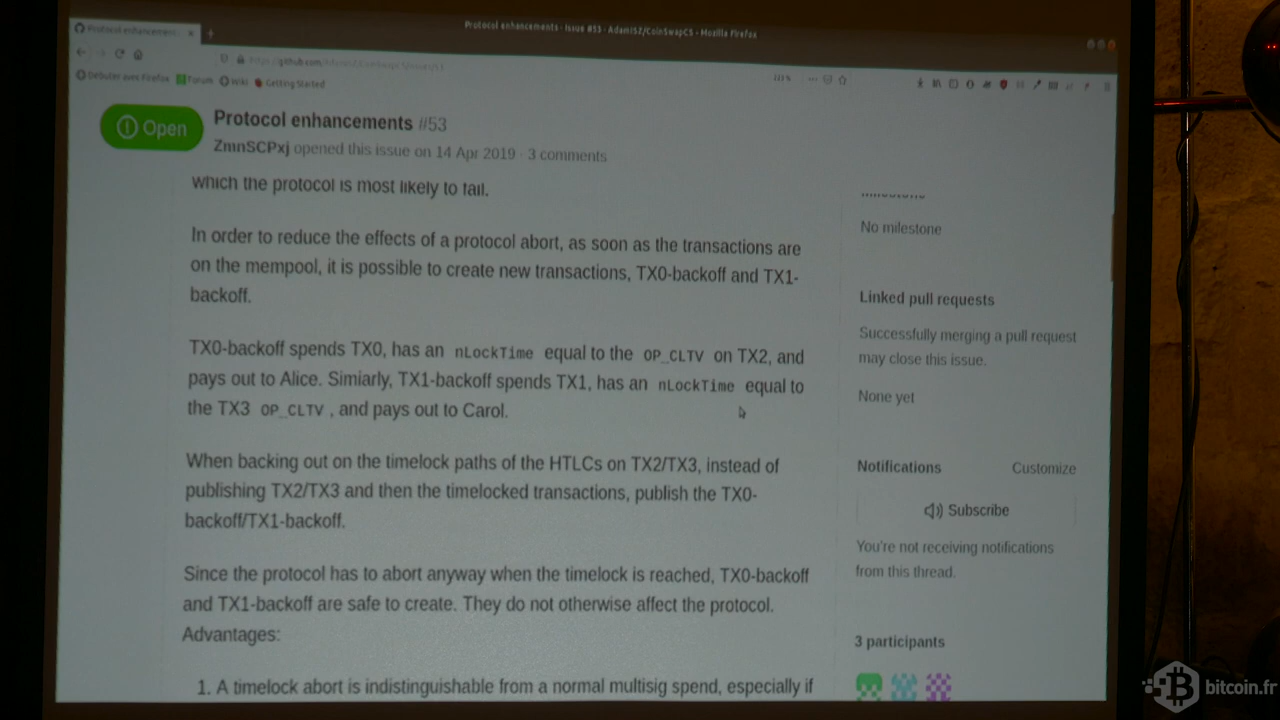 Protocol enhancements · Issue #53 · AdamISZ/CoinSwapCS - Mozilla Firefox
Protocol enhancement
Débuter avec Firefox Forum Wiki Getting Started
Open
Protocol enhancements #53
ZmnSCPxj opened this issue on 14 Apr 2019 · 3 comments
which the protocol is most likely to fail.
In order to reduce the effects of a protocol abort, as soon as the transactions are
on the mempool, it is possible to create new transactions, TX0-backoff and TX1-
backoff.
TX0-backoff spends TX0, has an nLockTime equal to the OP_CLTV on TX2, and
pays out to Alice. Simiarly, TX1-backoff spends TX1, has an nLockTime equal to
the TX3 OP_CLTV , and pays out to Carol.
When backing out on the timelock paths of the HTLCs on TX2/TX3, instead of
publishing TX2/TX3 and then the timelocked transactions, publish the TX0-
backoff/TX1-backoff.
Since the protocol has to abort anyway when the timelock is reached, TX0-backoff
and TX1-backoff are safe to create. They do not otherwise affect the protocol.
Advantages:
1. A timelock abort is indistinguishable from a normal multisig spend, especially if
No milestone
Linked pull requests
Successfully merging a pull request
may close this issue.
None yet
Notifications Customize
Subscribe
You're not receiving notifications
from this thread.
3 participants
bitcoin.fr